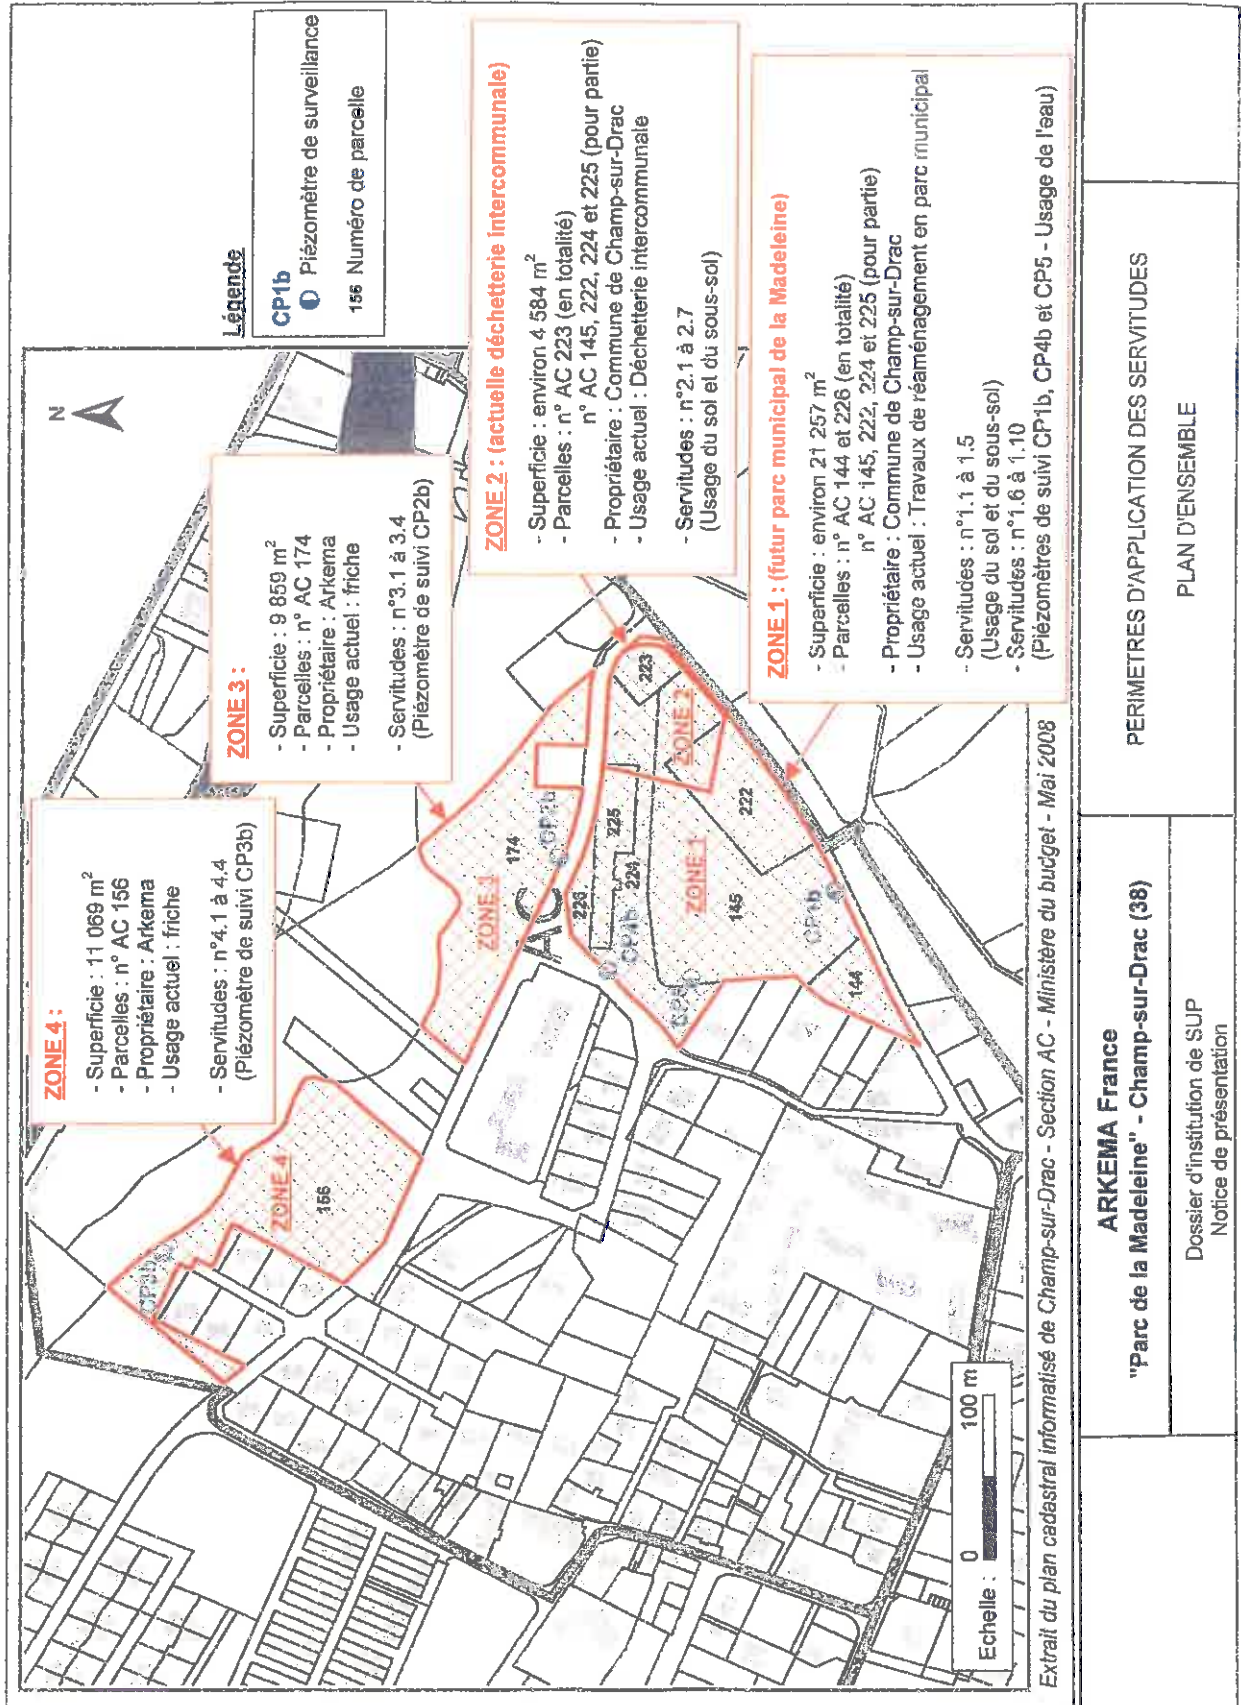 Légende
CP1b
Piézomètre de surveillance
156 Numéro de parcelle
N
ZONE 4 :
- Superficie : 11 069 m²
- Parcelles : n° AC 156
- Propriétaire : Arkema
- Usage actuel : friche
- Servitudes : n°4.1 à 4.4
(Piézomètre de suivi CP3b)
ZONE 3 :
- Superficie : 9 859 m²
- Parcelles : n° AC 174
- Propriétaire : Arkema
- Usage actuel : friche
- Servitudes : n°3.1 à 3.4
(Piézomètre de suivi CP2b)
ZONE 2 : (actuelle déchetterie intercommunale)
- Superficie : environ 4 584 m²
- Parcelles : n° AC 223 (en totalité)
n° AC 145, 222, 224 et 225 (pour partie)
- Propriétaire : Commune de Champ-sur-Drac
- Usage actuel : Déchetterie intercommunale
- Servitudes : n°2.1 à 2.7
(Usage du sol et du sous-sol)
ZONE 1 : (futur parc municipal de la Madeleine)
- Superficie : environ 21 257 m²
- Parcelles : n° AC 144 et 226 (en totalité)
n° AC 145, 222, 224 et 225 (pour partie)
- Propriétaire : Commune de Champ-sur-Drac
- Usage actuel : Travaux de réaménagement en parc municipal
- Servitudes : n°1.1 à 1.5
(Usage du sol et du sous-sol)
- Servitudes : n°1.6 à 1.10
(Piézomètres de suivi CP1b, CP4b et CP5 - Usage de l'eau)
CP3b
ZONE 4
156
ZONE 3
174
AC
CP2b
226
225
224
CP4b
CP5
ZONE 1
145
ZONE 2
223
222
CP1b
144
Echelle :
0
100 m
Extrait du plan cadastral informatisé de Champ-sur-Drac - Section AC - Ministère du budget - Mai 2008
ARKEMA France
"Parc de la Madeleine" - Champ-sur-Drac (38)
Dossier d'institution de SUP
Notice de présentation
PERIMETRES D'APPLICATION DES SERVITUDES
PLAN D'ENSEMBLE